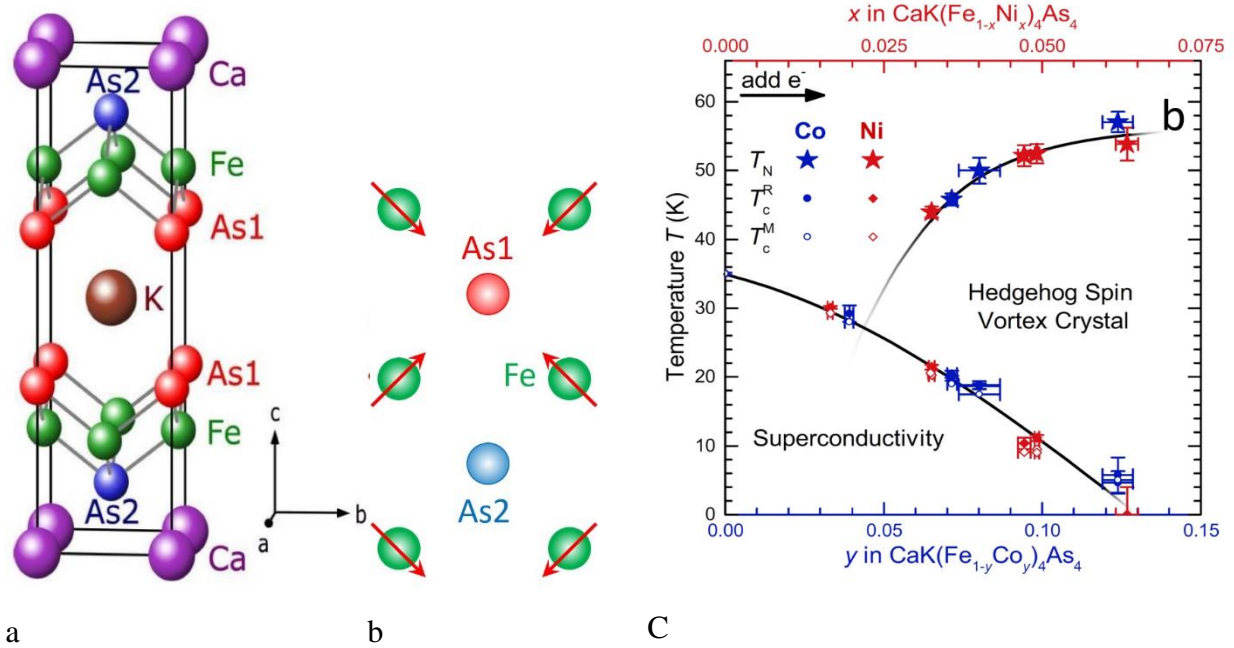 Ca
As2
Fe
As1
K
As1
Fe
As2
Ca
c
b
a
a
As1
Fe
As2
b
x in CaK(Fe1-xNix)4As4
0.000 0.025 0.050 0.075
add e-
b
Co Ni
TN
TcR
TcM
Hedgehog Spin
Vortex Crystal
Superconductivity
Temperature T (K)
60
50
40
30
20
10
0
0.00 0.05 0.10 0.15
y in CaK(Fe1-yCoy)4As4
C